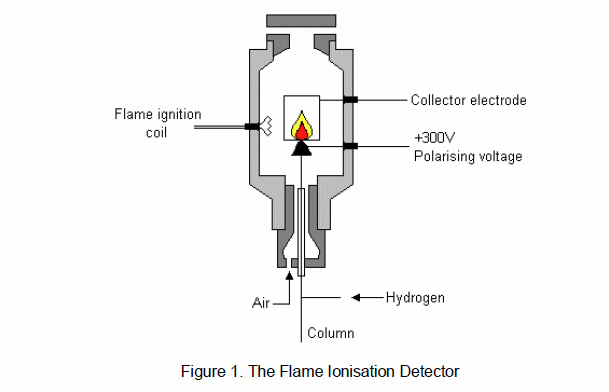 Collector electrode
Flame ignition
coil
+300V
Polarising voltage
Air
Hydrogen
Column
Figure 1. The Flame Ionisation Detector